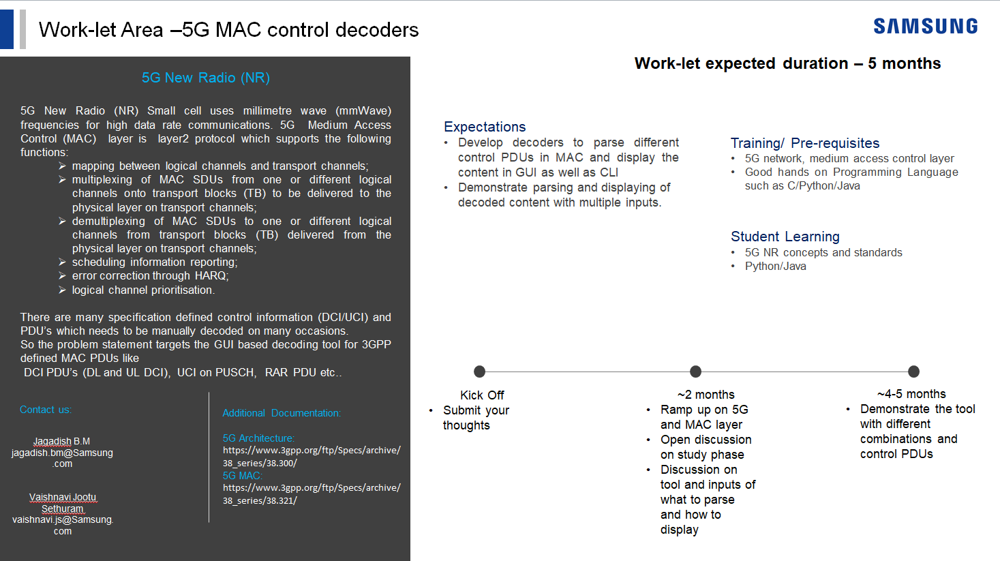 Work-let Area –5G MAC control decoders
SAMSUNG
5G New Radio (NR)
5G New Radio (NR) Small cell uses millimetre wave (mmWave)
frequencies for high data rate communications. 5G Medium Access
Control (MAC) layer is layer2 protocol which supports the following
functions:
➢ mapping between logical channels and transport channels;
➢ multiplexing of MAC SDUs from one or different logical
channels onto transport blocks (TB) to be delivered to the
physical layer on transport channels;
➢ demultiplexing of MAC SDUs to one or different logical
channels from transport blocks (TB) delivered from the
physical layer on transport channels;
➢ scheduling information reporting;
➢ error correction through HARQ;
➢ logical channel prioritisation.
There are many specification defined control information (DCI/UCI) and
PDU's which needs to be manually decoded on many occasions.
So the problem statement targets the GUI based decoding tool for 3GPP
defined MAC PDUs like
DCI PDU's (DL and UL DCI), UCI on PUSCH, RAR PDU etc..
Contact us:
Jagadish B.M
jagadish.bm@Samsung
.com
Vaishnavi Jootu
Sethuram
vaishnavi.js@Samsung.
com
Additional Documentation:
5G Architecture:
https://www.3gpp.org/ftp/Specs/archive/
38_series/38.300/
5G MAC:
https://www.3gpp.org/ftp/Specs/archive/
38_series/38.321/
Work-let expected duration – 5 months
Expectations
• Develop decoders to parse different
control PDUs in MAC and display the
content in GUI as well as CLI
• Demonstrate parsing and displaying of
decoded content with multiple inputs.
Training/ Pre-requisites
• 5G network, medium access control layer
• Good hands on Programming Language
such as C/Python/Java
Student Learning
• 5G NR concepts and standards
• Python/Java
Kick Off
• Submit your
thoughts
~2 months
• Ramp up on 5G
and MAC layer
• Open discussion
on study phase
• Discussion on
tool and inputs of
what to parse
and how to
display
~4-5 months
• Demonstrate the tool
with different
combinations and
control PDUs